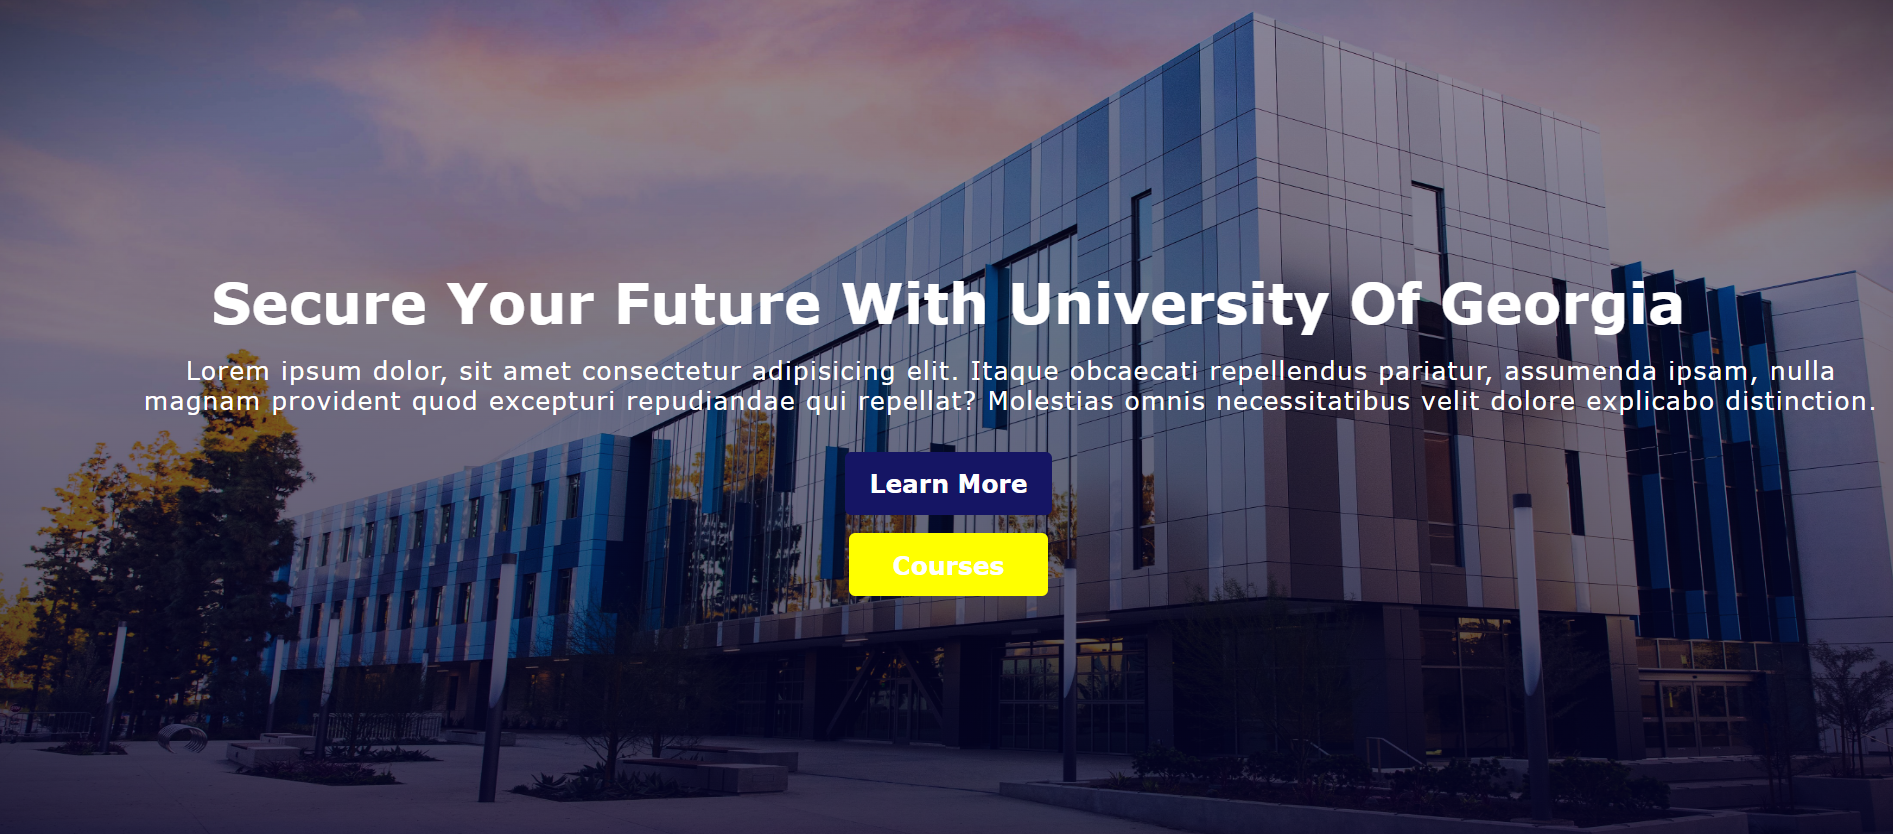 Secure Your Future With University Of Georgia
Lorem ipsum dolor, sit amet consectetur adipisicing elit. Itaque obcaecati repellendus pariatur, assumenda ipsam, nulla
magnam provident quod excepturi repudiandae qui repellat? Molestias omnis necessitatibus velit dolore explicabo distinction.
Learn More
Courses